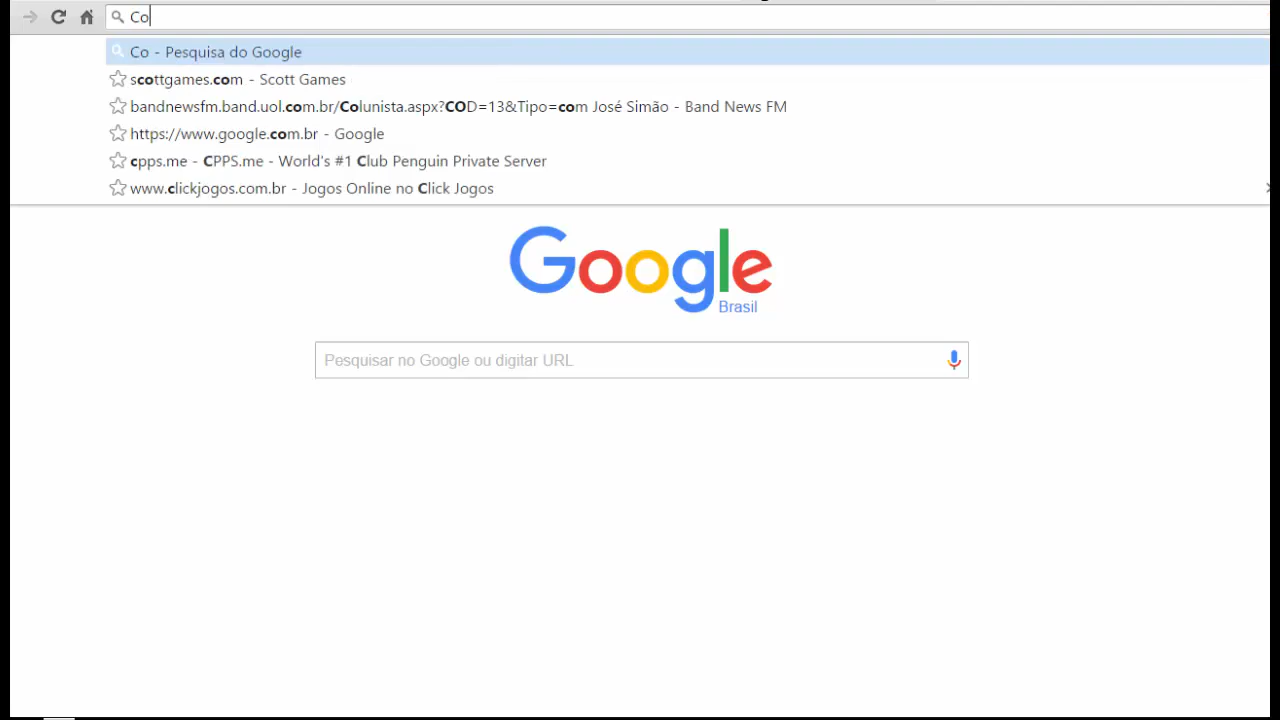 Co
Co - Pesquisa do Google
scottgames.com - Scott Games
bandnewsfm.band.uol.com.br/Colunista.aspx?COD=13&Tipo=com José Simão - Band News FM
https://www.google.com.br - Google
cpps.me - CPPS.me - World's #1 Club Penguin Private Server
www.clickjogos.com.br - Jogos Online no Click Jogos
Google
Brasil
Pesquisar no Google ou digitar URL